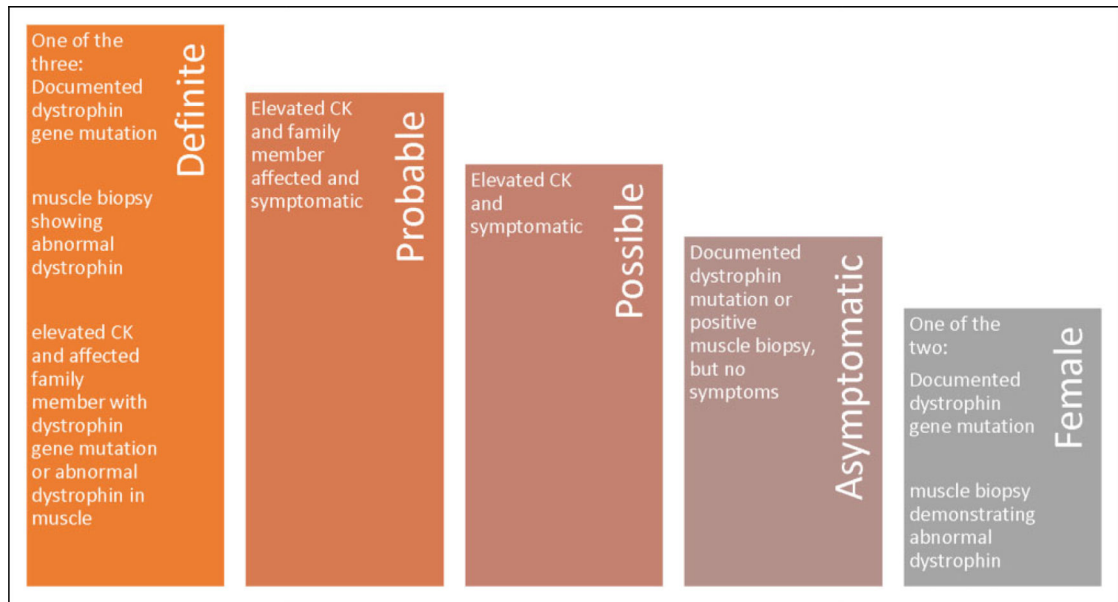 One of the
three:
Documented
dystrophin
gene mutation
muscle biopsy
showing
abnormal
dystrophin
elevated CK
and affected
family
member with
dystrophin
gene mutation
or abnormal
dystrophin in
muscle
Definite
Elevated CK
and family
member
affected and
symptomatic
Probable
Elevated CK
and
symptomatic
Possible
Documented
dystrophin
mutation or
positive
muscle biopsy,
but no
symptoms
Asymptomatic
One of the
two:
Documented
dystrophin
gene mutation
muscle biopsy
demonstrating
abnormal
dystrophin
Female